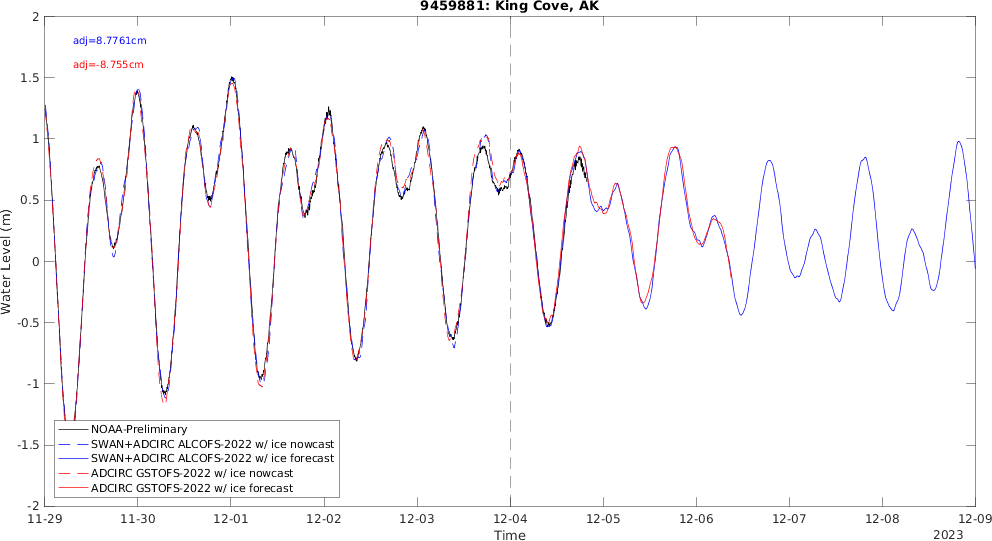 9459881: King Cove, AK
adj=8.7761cm
adj=-8.755cm
Water Level (m)
2
1.5
1
0.5
0
-0.5
-1
-1.5
-2
NOAA-Preliminary
SWAN+ADCIRC ALCOFS-2022 w/ ice nowcast
SWAN+ADCIRC ALCOFS-2022 w/ ice forecast
ADCIRC GSTOFS-2022 w/ ice nowcast
ADCIRC GSTOFS-2022 w/ ice forecast
11-29 11-30 12-01 12-02 12-03 12-04 12-05 12-06 12-07 12-08 12-09
Time
2023